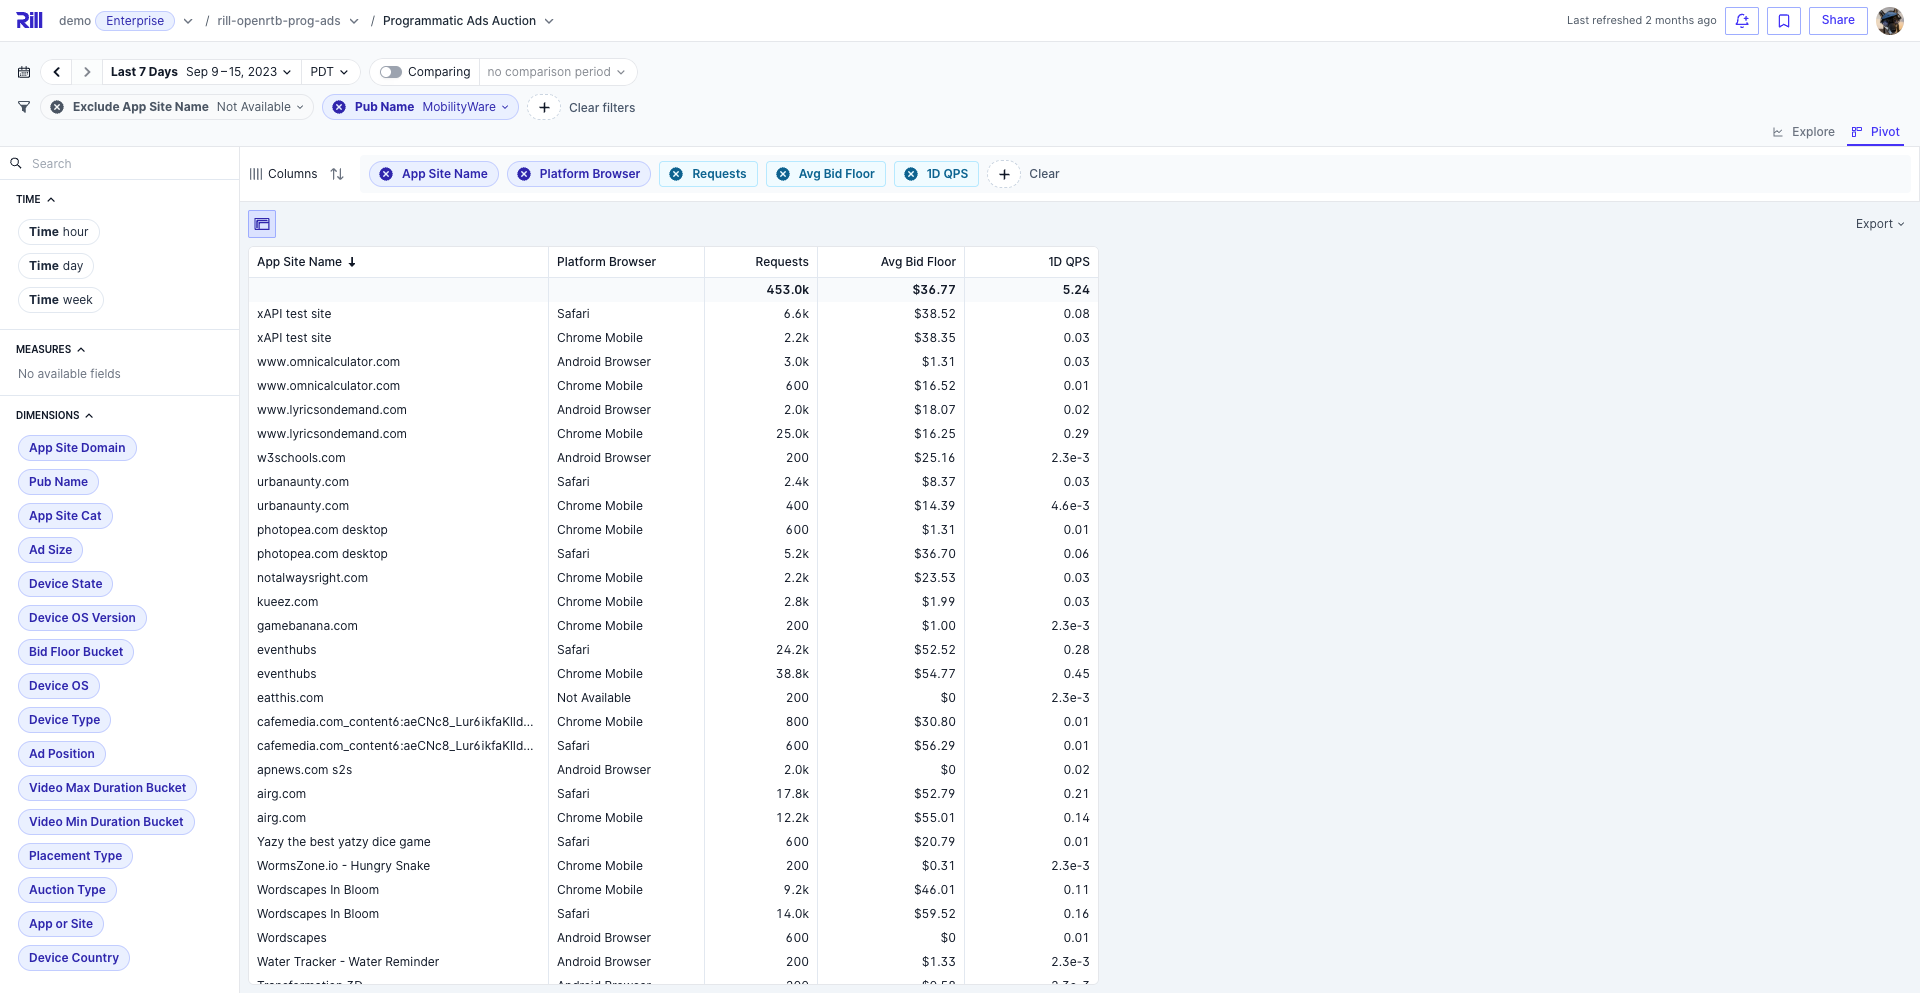 Rill demo Enterprise / rill-openrtb-prog-ads / Programmatic Ads Auction Last refreshed 2 months ago Share
Last 7 Days Sep 9 – 15, 2023 PDT Comparing no comparison period
Exclude App Site Name Not Available Pub Name MobilityWare + Clear filters
Explore Pivot
Search
TIME
Time hour
Time day
Time week
MEASURES
No available fields
DIMENSIONS
App Site Domain
Pub Name
App Site Cat
Ad Size
Device State
Device OS Version
Bid Floor Bucket
Device OS
Device Type
Ad Position
Video Max Duration Bucket
Video Min Duration Bucket
Placement Type
Auction Type
App or Site
Device Country
Columns App Site Name Platform Browser Requests Avg Bid Floor 1D QPS + Clear
Export
App Site Name Platform Browser Requests Avg Bid Floor 1D QPS
453.0k $36.77 5.24
xAPI test site Safari 6.6k $38.52 0.08
xAPI test site Chrome Mobile 2.2k $38.35 0.03
www.omnicalculator.com Android Browser 3.0k $1.31 0.03
www.omnicalculator.com Chrome Mobile 600 $16.52 0.01
www.lyricsondemand.com Android Browser 2.0k $18.07 0.02
www.lyricsondemand.com Chrome Mobile 25.0k $16.25 0.29
w3schools.com Android Browser 200 $25.16 2.3e-3
urbanaunty.com Safari 2.4k $8.37 0.03
urbanaunty.com Chrome Mobile 400 $14.39 4.6e-3
photopea.com desktop Chrome Mobile 600 $1.31 0.01
photopea.com desktop Safari 5.2k $36.70 0.06
notalwaysright.com Chrome Mobile 2.2k $23.53 0.03
kueez.com Chrome Mobile 2.8k $1.99 0.03
gamebanana.com Chrome Mobile 200 $1.00 2.3e-3
eventhubs Safari 24.2k $52.52 0.28
eventhubs Chrome Mobile 38.8k $54.77 0.45
eatthis.com Not Available 200 $0 2.3e-3
cafemedia.com_content6:aeCNc8_Lur6ikfaKlld... Chrome Mobile 800 $30.80 0.01
cafemedia.com_content6:aeCNc8_Lur6ikfaKlld... Safari 600 $56.29 0.01
apnews.com s2s Android Browser 2.0k $0 0.02
airg.com Safari 17.8k $52.79 0.21
airg.com Chrome Mobile 12.2k $55.01 0.14
Yazy the best yatzy dice game Safari 600 $20.79 0.01
WormsZone.io - Hungry Snake Chrome Mobile 200 $0.31 2.3e-3
Wordscapes In Bloom Chrome Mobile 9.2k $46.01 0.11
Wordscapes In Bloom Safari 14.0k $59.52 0.16
Wordscapes Android Browser 600 $0 0.01
Water Tracker - Water Reminder Android Browser 200 $1.33 2.3e-3